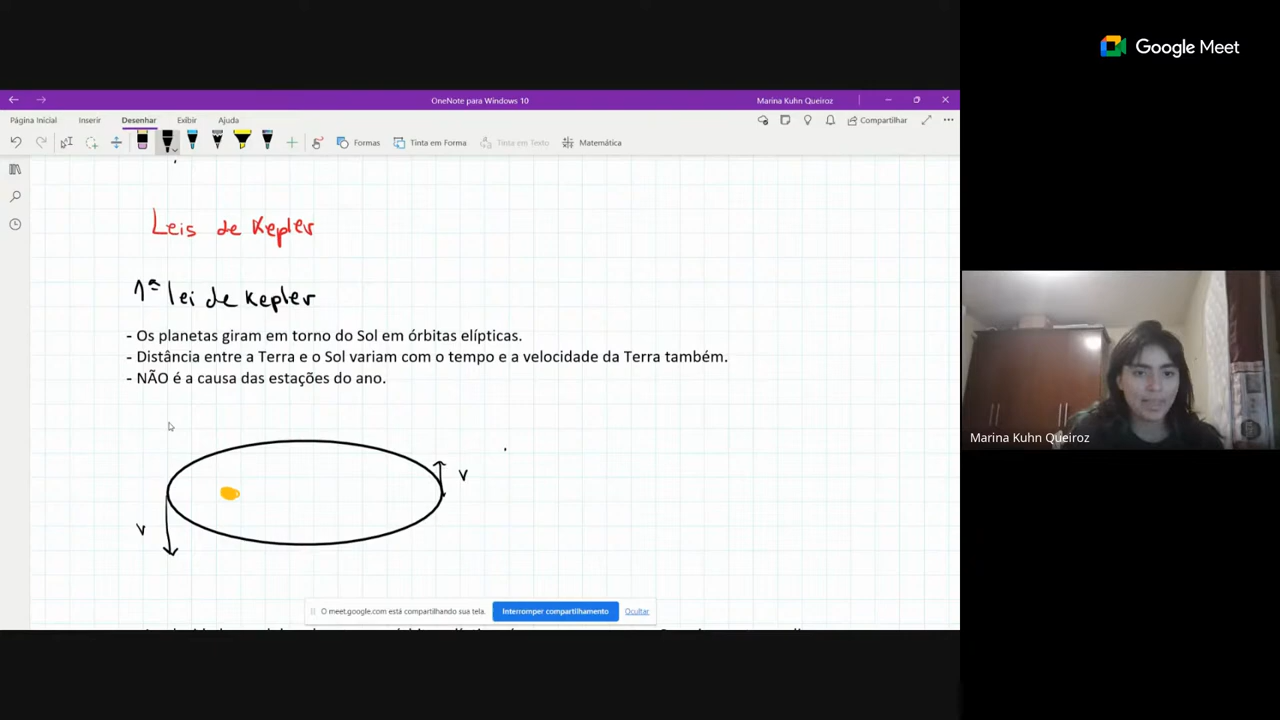 Google Meet
OneNote para Windows 10
Marina Kuhn Queiroz
Página Inicial Inserir Desenhar Exibir Ajuda
Compartilhar
Formas Tinta em Forma Tinta em Texto Matemática
Leis de Kepler
1ª lei de kepler
- Os planetas giram em torno do Sol em órbitas elípticas.
- Distância entre a Terra e o Sol variam com o tempo e a velocidade da Terra também.
- NÃO é a causa das estações do ano.
v
v
O meet.google.com está compartilhando sua tela. Interromper compartilhamento Ocultar
Marina Kuhn Queiroz